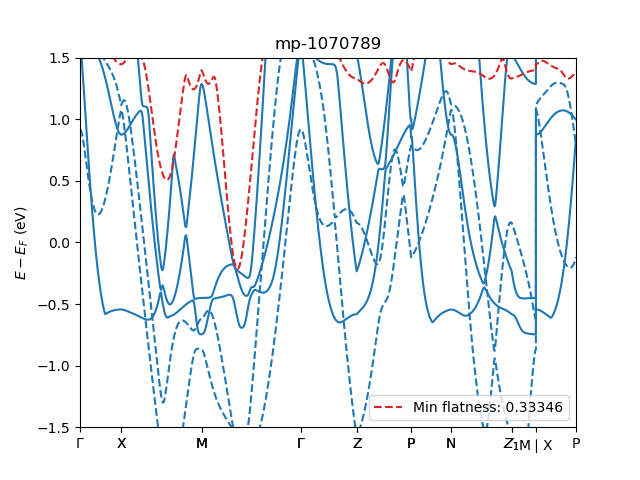 mp-1070789
E − E_F (eV)
1.5
1.0
0.5
0.0
−0.5
−1.0
−1.5
Min flatness: 0.33346
Γ X M Γ Z P N Z₁M | X P